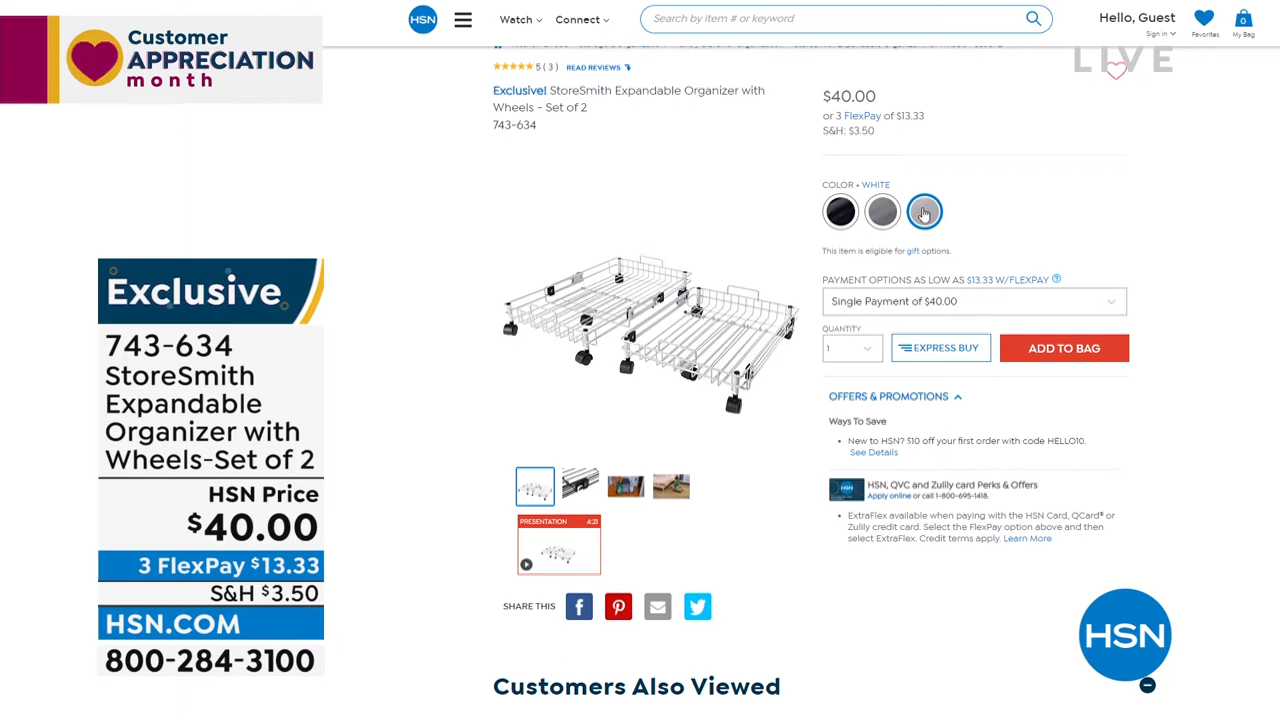 Customer
APPRECIATION
month
HSN
Watch
Connect
Search by item # or keyword
Hello, Guest
Sign in
Favorites
0
My Bag
LIVE
5 ( 3 ) READ REVIEWS
Exclusive! StoreSmith Expandable Organizer with
Wheels - Set of 2
743-634
$40.00
or 3 FlexPay of $13.33
S&H: $3.50
COLOR • WHITE
This item is eligible for gift options.
PAYMENT OPTIONS AS LOW AS $13.33 W/FLEXPAY ?
Single Payment of $40.00
QUANTITY
1
EXPRESS BUY
ADD TO BAG
OFFERS & PROMOTIONS
Ways To Save
• New to HSN? $10 off your first order with code HELLO10.
See Details
HSN
HSN, QVC and Zulily card Perks & Offers
Apply online or call 1-800-695-1418.
• ExtraFlex available when paying with the HSN Card, QCard® or
Zulily credit card. Select the FlexPay option above and then
select ExtraFlex. Credit terms apply. Learn More
PRESENTATION 4:21
SHARE THIS
Customers Also Viewed
Exclusive
743-634
StoreSmith
Expandable
Organizer with
Wheels-Set of 2
HSN Price
$40.00
3 FlexPay $13.33
S&H $3.50
HSN.COM
800-284-3100
HSN